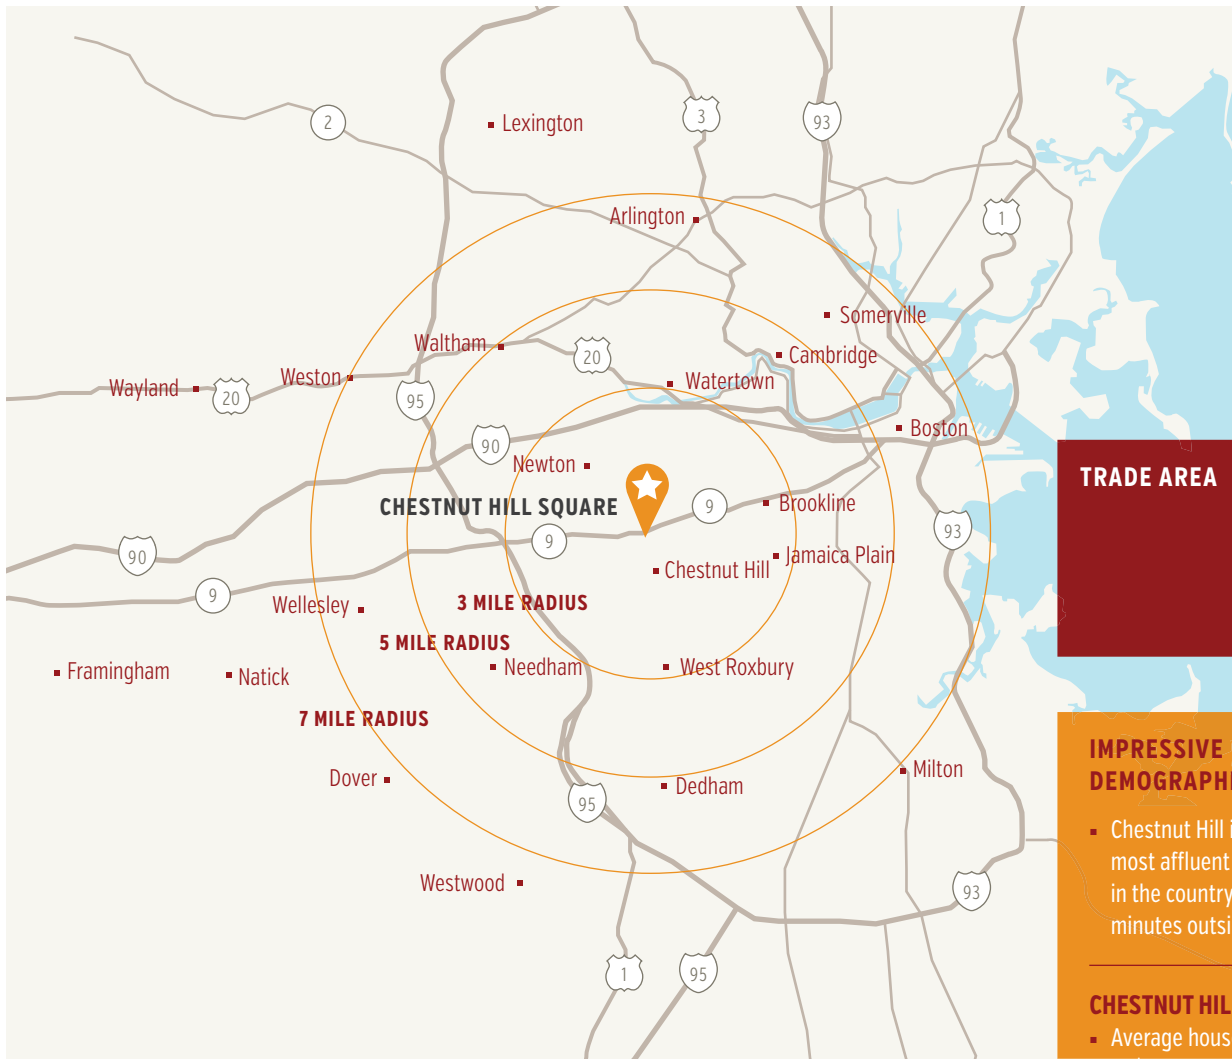 Lexington
2
3
93
Arlington
1
Somerville
Waltham
20
Cambridge
Weston
Watertown
Wayland
20
95
Boston
90
Newton
TRADE AREA
CHESTNUT HILL SQUARE
9
Brookline
93
9
Jamaica Plain
90
Chestnut Hill
9
Wellesley
3 MILE RADIUS
5 MILE RADIUS
Needham
West Roxbury
Framingham
Natick
7 MILE RADIUS
Dover
Milton
Dedham
95
Westwood
93
1
95
IMPRESSIVE
DEMOGRAPHI
Chestnut Hill i
most affluent
in the country
minutes outsi
CHESTNUT HIL
Average hous